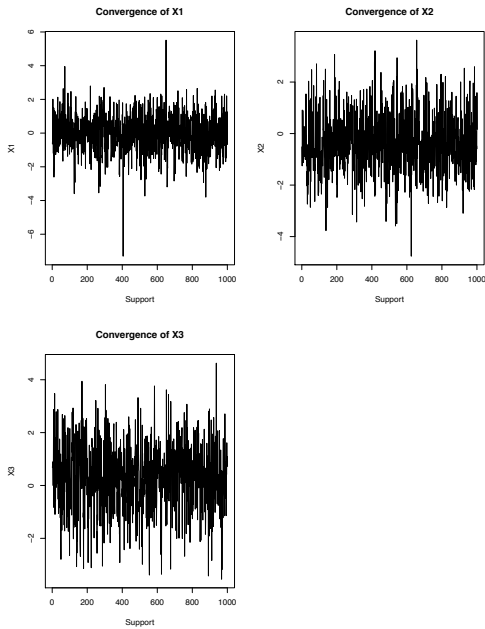 Convergence of X1
6
4
2
0
−2
−4
−6
X1
0 200 400 600 800 1000
Support
Convergence of X2
2
0
−2
−4
X2
0 200 400 600 800 1000
Support
Convergence of X3
4
2
0
−2
X3
0 200 400 600 800 1000
Support